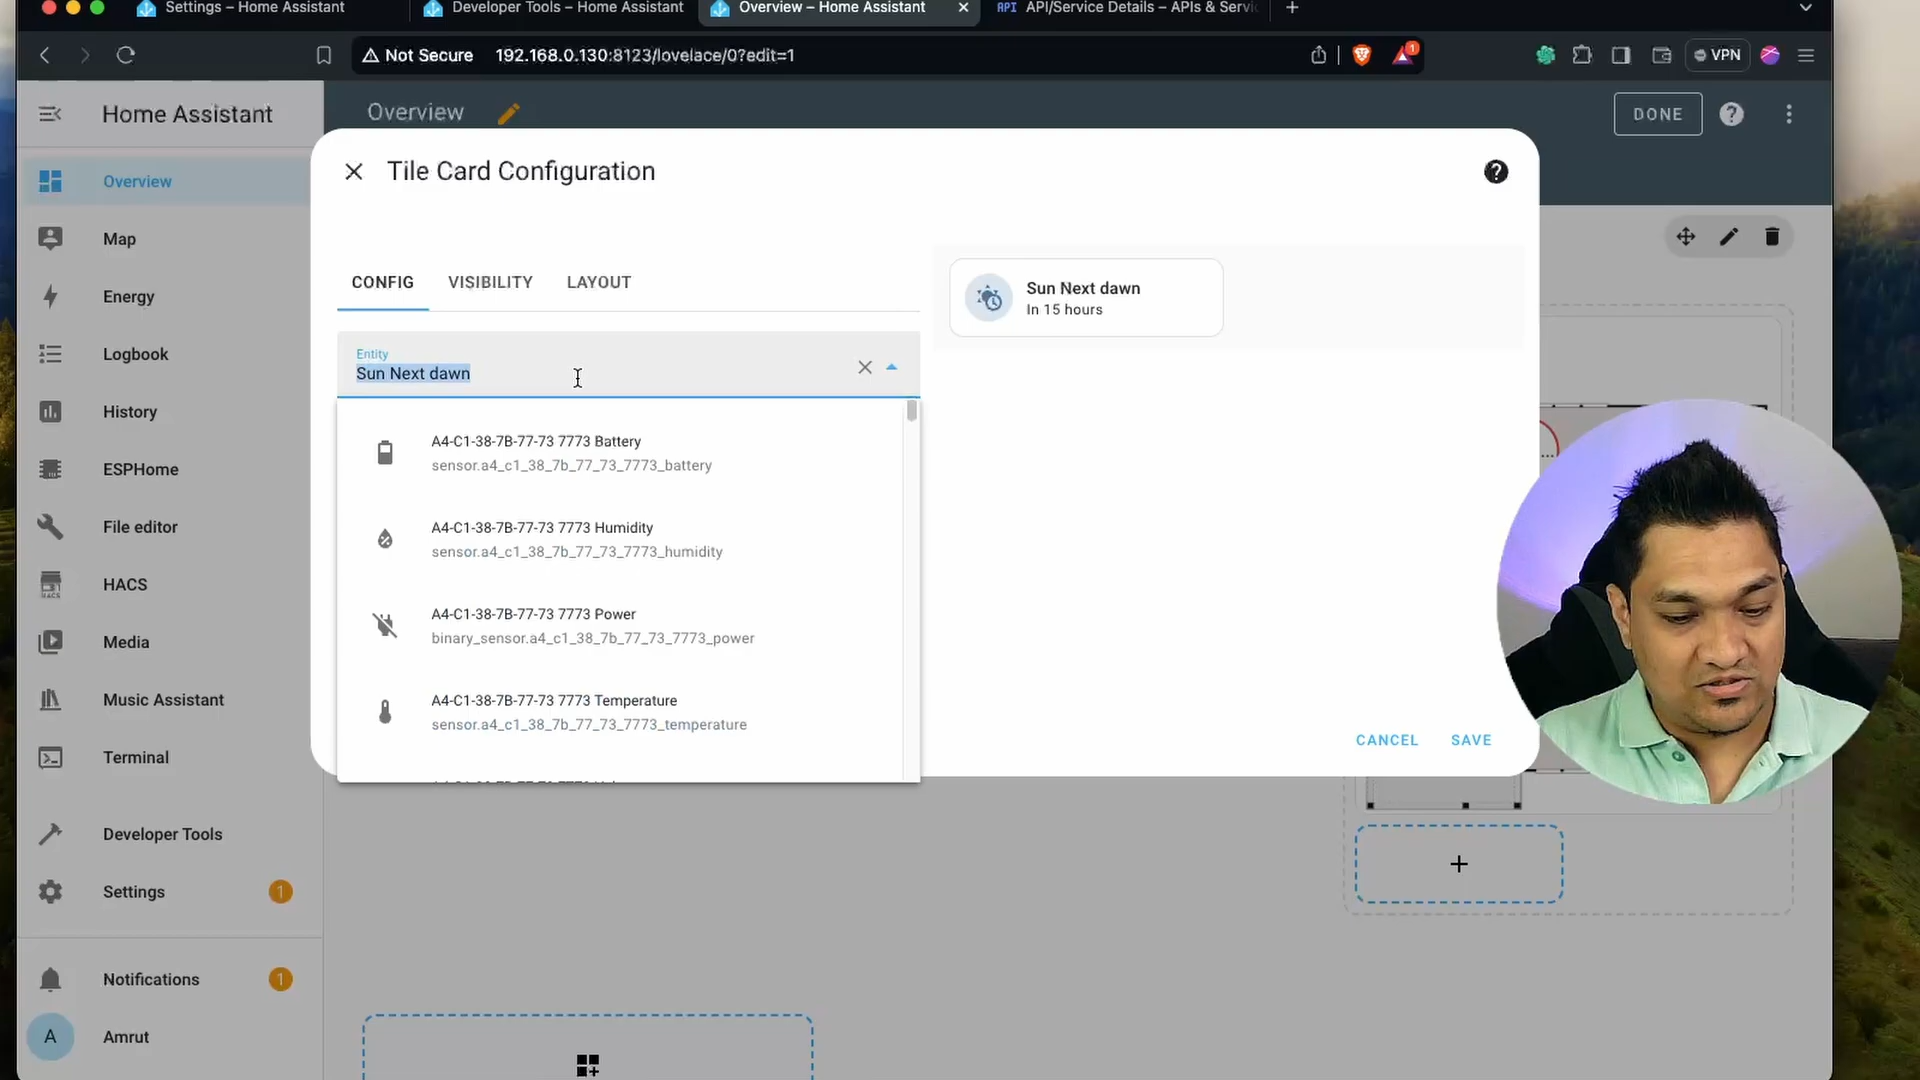 Settings – Home Assistant
Developer Tools – Home Assistant
Overview – Home Assistant
API API/Service Details – APIs & Servic
Not Secure 192.168.0.130:8123/lovelace/0?edit=1
1
VPN
Home Assistant
Overview
DONE
Overview
Map
Energy
Logbook
History
ESPHome
File editor
HACS
HACS
Media
Music Assistant
Terminal
Developer Tools
Settings 1
Notifications 1
A Amrut
Tile Card Configuration
CONFIG VISIBILITY LAYOUT
Entity
Sun Next dawn
A4-C1-38-7B-77-73 7773 Battery
sensor.a4_c1_38_7b_77_73_7773_battery
A4-C1-38-7B-77-73 7773 Humidity
sensor.a4_c1_38_7b_77_73_7773_humidity
A4-C1-38-7B-77-73 7773 Power
binary_sensor.a4_c1_38_7b_77_73_7773_power
A4-C1-38-7B-77-73 7773 Temperature
sensor.a4_c1_38_7b_77_73_7773_temperature
Sun Next dawn
In 15 hours
CANCEL SAVE